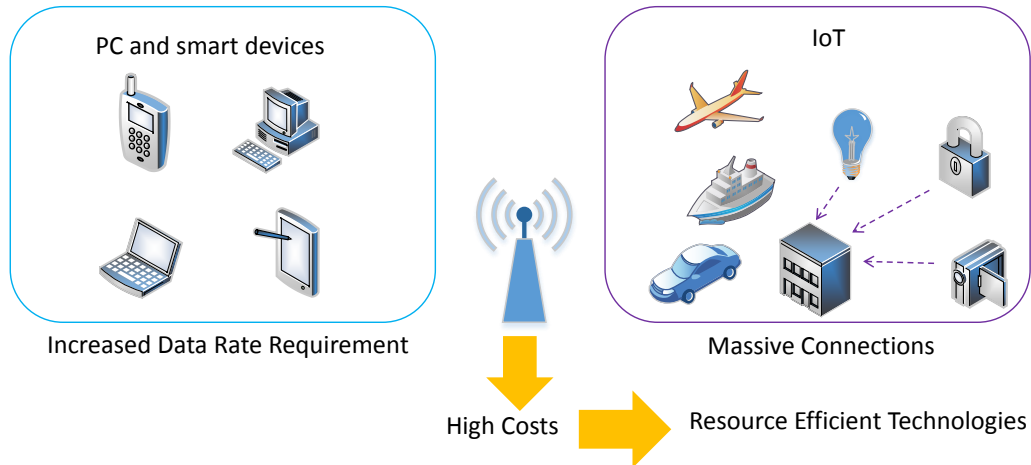 PC and smart devices
IoT
Increased Data Rate Requirement
Massive Connections
High Costs
Resource Efficient Technologies